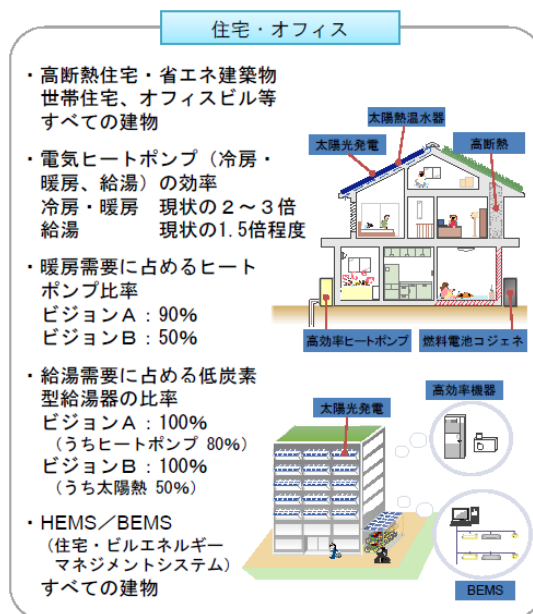 住宅・オフィス
・高断熱住宅・省エネ建築物
世帯住宅、オフィスビル等
すべての建物
・電気ヒートポンプ（冷房・
暖房、給湯）の効率
冷房・暖房　現状の２～３倍
給湯　　　　現状の1.5倍程度
・暖房需要に占めるヒート
ポンプ比率
ビジョンＡ：90%
ビジョンＢ：50%
・給湯需要に占める低炭素
型給湯器の比率
ビジョンＡ：100%
（うちヒートポンプ 80%）
ビジョンＢ：100%
（うち太陽熱 50%）
・HEMS／BEMS
（住宅・ビルエネルギー
マネジメントシステム）
すべての建物
太陽熱温水器
太陽光発電
高断熱
高効率ヒートポンプ
燃料電池コジェネ
太陽光発電
高効率機器
BEMS